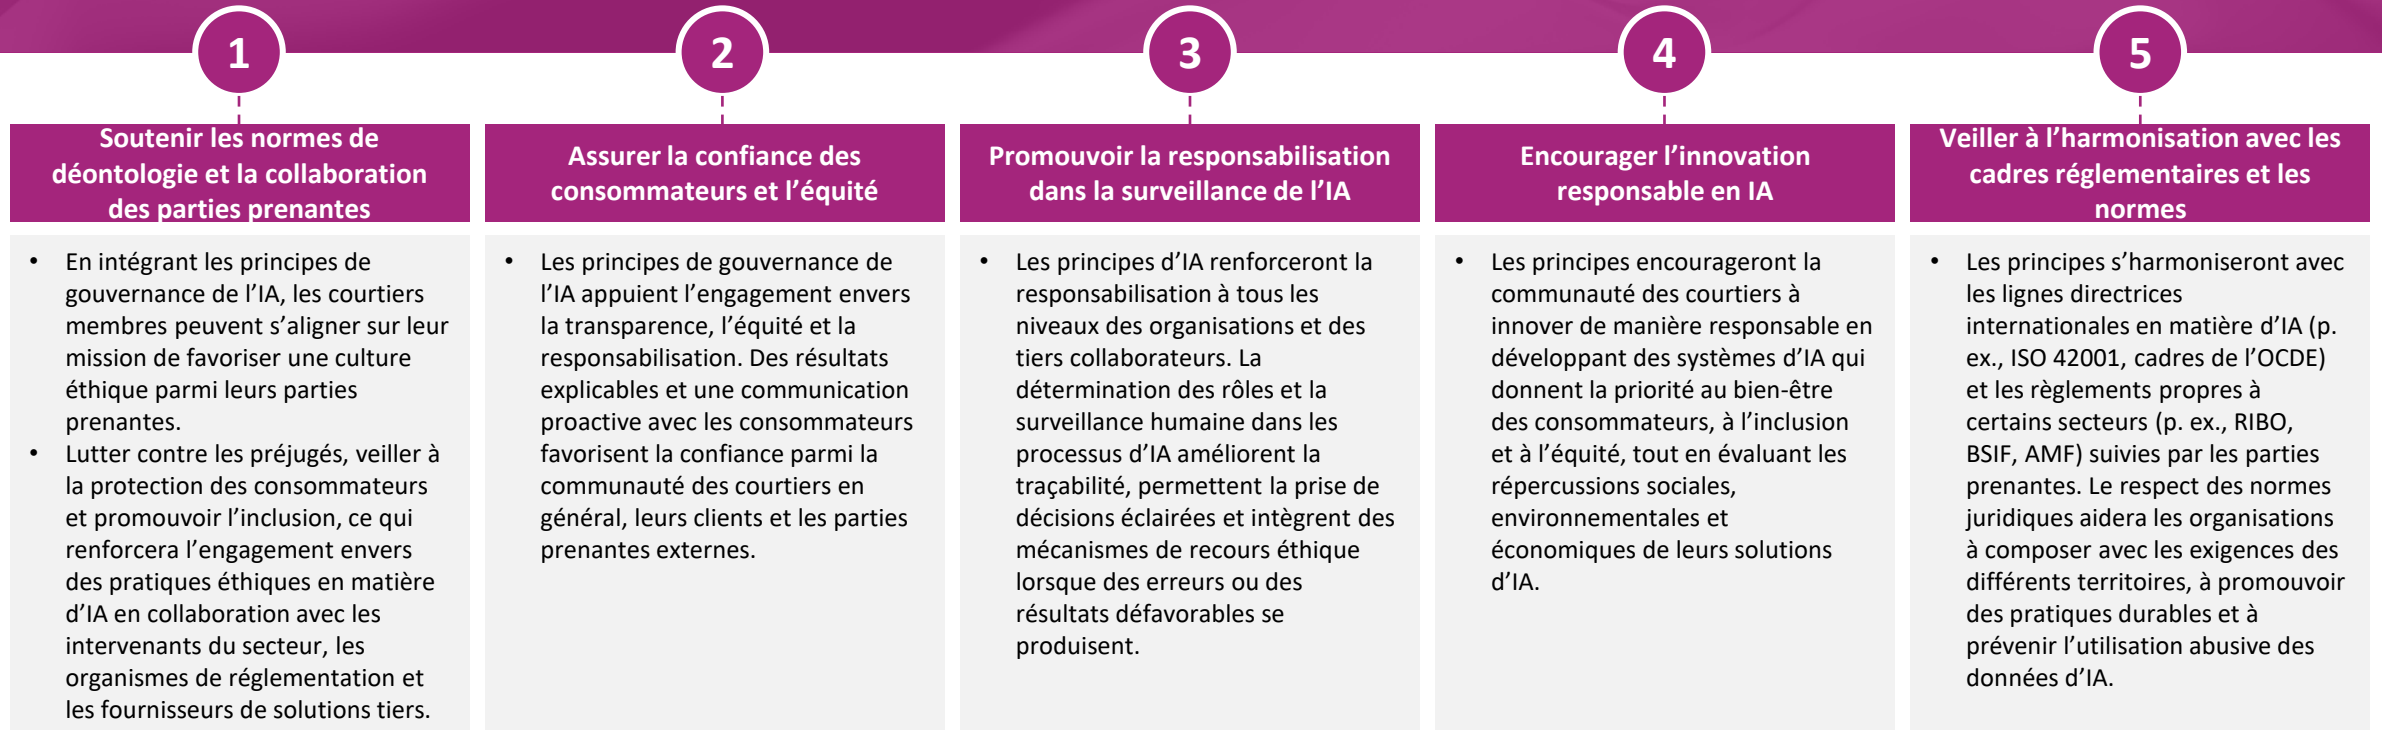 1
Soutenir les normes de
déontologie et la collaboration
des parties prenantes
• En intégrant les principes de
gouvernance de l’IA, les courtiers
membres peuvent s’aligner sur leur
mission de favoriser une culture
éthique parmi leurs parties
prenantes.
• Lutter contre les préjugés, veiller à
la protection des consommateurs
et promouvoir l’inclusion, ce qui
renforcera l’engagement envers
des pratiques éthiques en matière
d’IA en collaboration avec les
intervenants du secteur, les
organismes de réglementation et
les fournisseurs de solutions tiers.
2
Assurer la confiance des
consommateurs et l’équité
• Les principes de gouvernance de
l’IA appuient l’engagement envers
la transparence, l’équité et la
responsabilisation. Des résultats
explicables et une communication
proactive avec les consommateurs
favorisent la confiance parmi la
communauté des courtiers en
général, leurs clients et les parties
prenantes externes.
3
Promouvoir la responsabilisation
dans la surveillance de l’IA
• Les principes d’IA renforceront la
responsabilisation à tous les
niveaux des organisations et des
tiers collaborateurs. La
détermination des rôles et la
surveillance humaine dans les
processus d’IA améliorent la
traçabilité, permettent la prise de
décisions éclairées et intègrent des
mécanismes de recours éthique
lorsque des erreurs ou des
résultats défavorables se
produisent.
4
Encourager l’innovation
responsable en IA
• Les principes encourageront la
communauté des courtiers à
innover de manière responsable en
développant des systèmes d’IA qui
donnent la priorité au bien-être
des consommateurs, à l’inclusion
et à l’équité, tout en évaluant les
répercussions sociales,
environnementales et
économiques de leurs solutions
d’IA.
5
Veiller à l’harmonisation avec les
cadres réglementaires et les
normes
• Les principes s’harmoniseront avec
les lignes directrices
internationales en matière d’IA (p.
ex., ISO 42001, cadres de l’OCDE)
et les règlements propres à
certains secteurs (p. ex., RIBO,
BSIF, AMF) suivies par les parties
prenantes. Le respect des normes
juridiques aidera les organisations
à composer avec les exigences des
différents territoires, à promouvoir
des pratiques durables et à
prévenir l’utilisation abusive des
données d’IA.